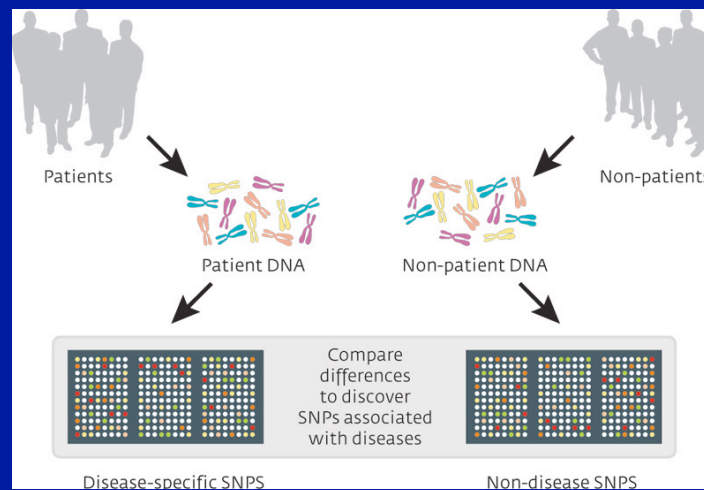 Patients
Non-patients
Patient DNA
Non-patient DNA
Compare
differences
to discover
SNPs associated
with diseases
Disease-specific SNPS
Non-disease SNPS